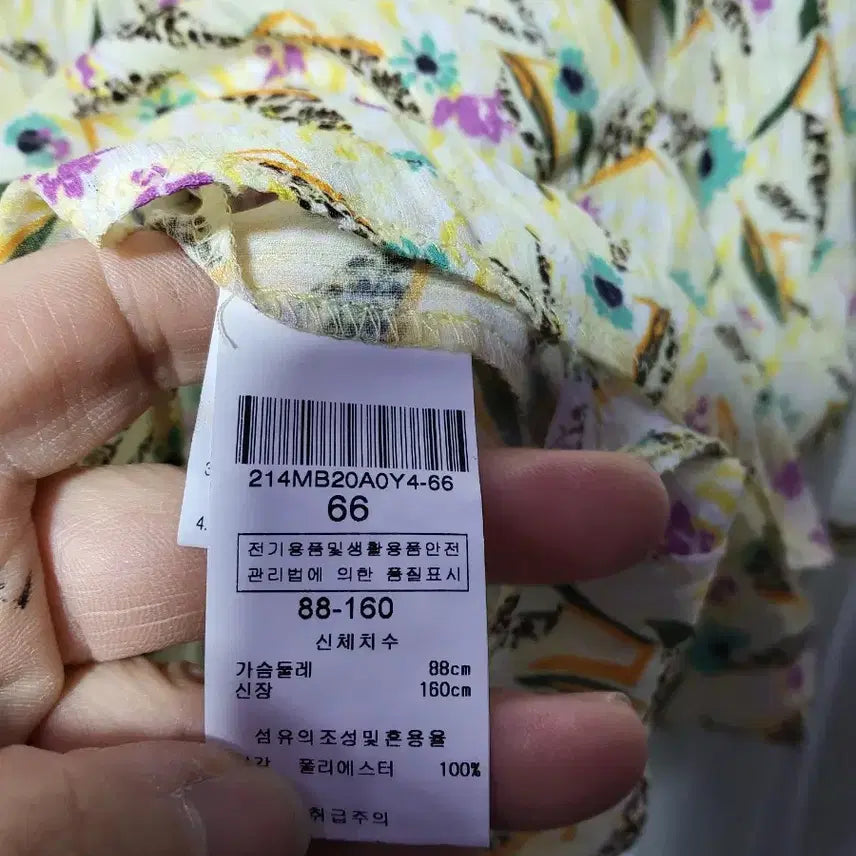 214MB20A0Y4-66
66
전기용품및생활용품안전
관리법에 의한 품질표시
88-160
신체치수
가슴둘레 88cm
신장 160cm
섬유의조성및혼용율
폴리에스터 100%
취급주의
4.